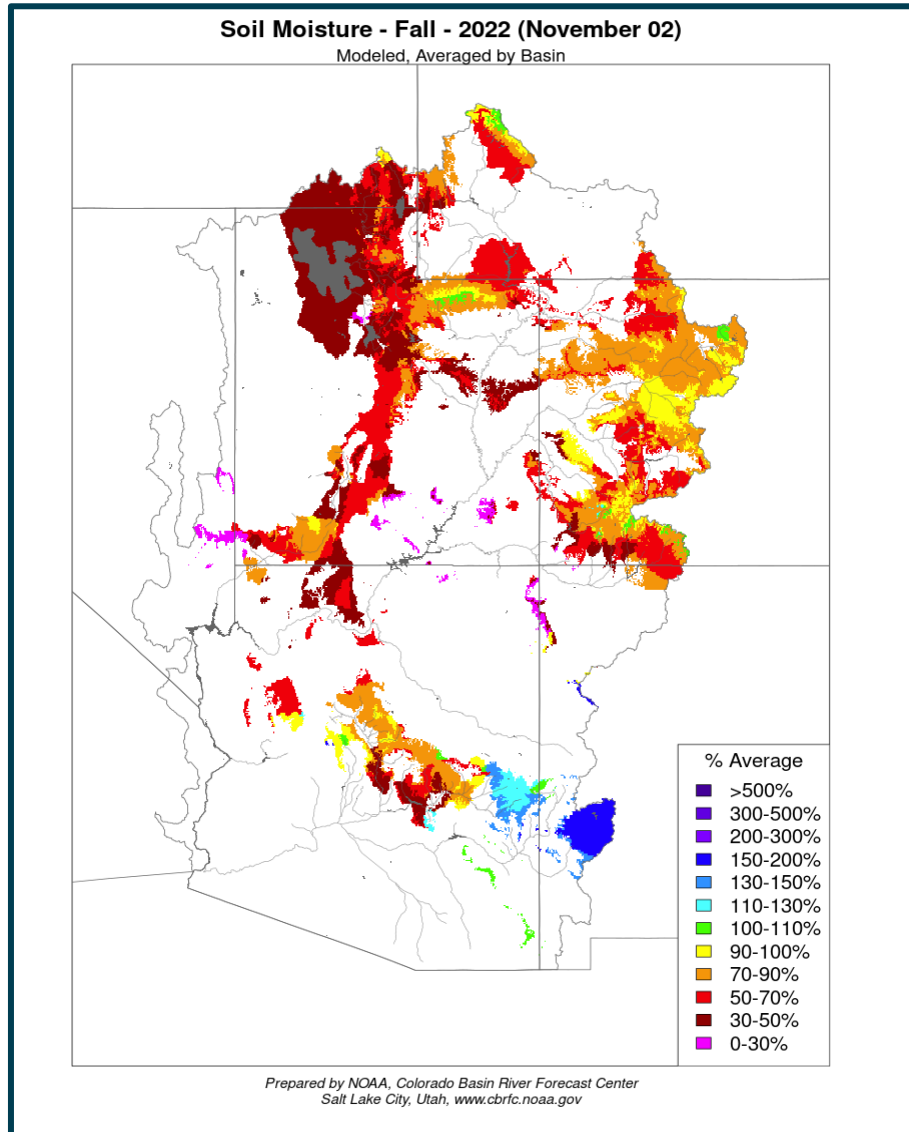 Soil Moisture - Fall - 2022 (November 02)
Modeled, Averaged by Basin
% Average
>500%
300-500%
200-300%
150-200%
130-150%
110-130%
100-110%
90-100%
70-90%
50-70%
30-50%
0-30%
Prepared by NOAA, Colorado Basin River Forecast Center
Salt Lake City, Utah, www.cbrfc.noaa.gov